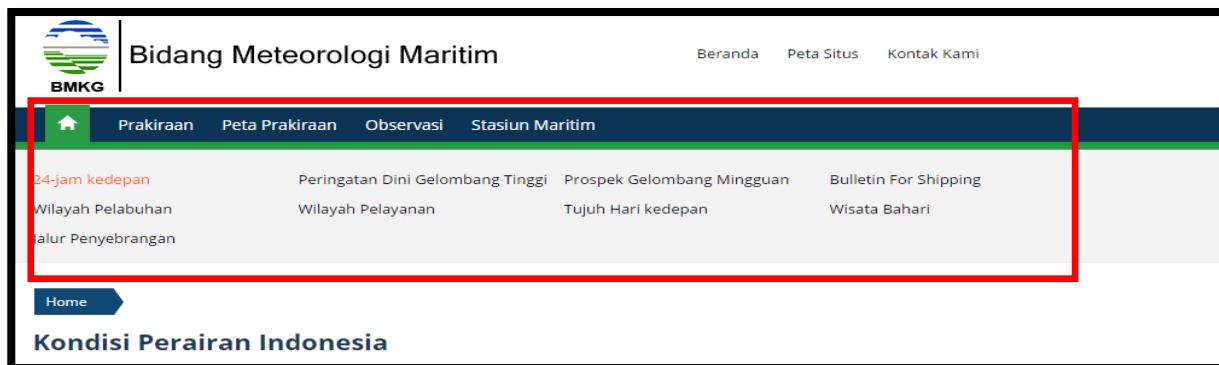 Bidang Meteorologi Maritim
Beranda Peta Situs Kontak Kami
BMKG
Prakiraan Peta Prakiraan Observasi Stasiun Maritim
24-jam kedepan Peringatan Dini Gelombang Tinggi Prospek Gelombang Mingguan Bulletin For Shipping
Wilayah Pelabuhan Wilayah Pelayanan Tujuh Hari kedepan Wisata Bahari
Jalur Penyebrangan
Home
Kondisi Perairan Indonesia